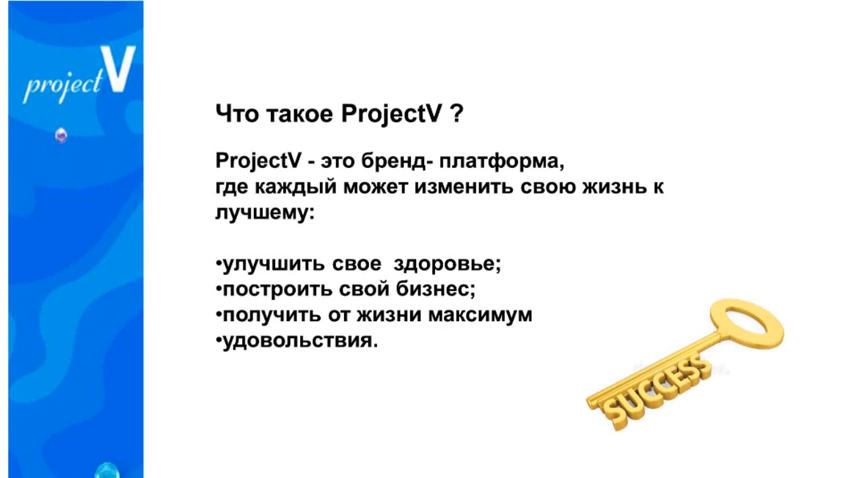 project V
Что такое ProjectV ?
ProjectV - это бренд- платформа,
где каждый может изменить свою жизнь к
лучшему:
•улучшить свое  здоровье;
•построить свой бизнес;
•получить от жизни максимум
•удовольствия.
SUCCESS